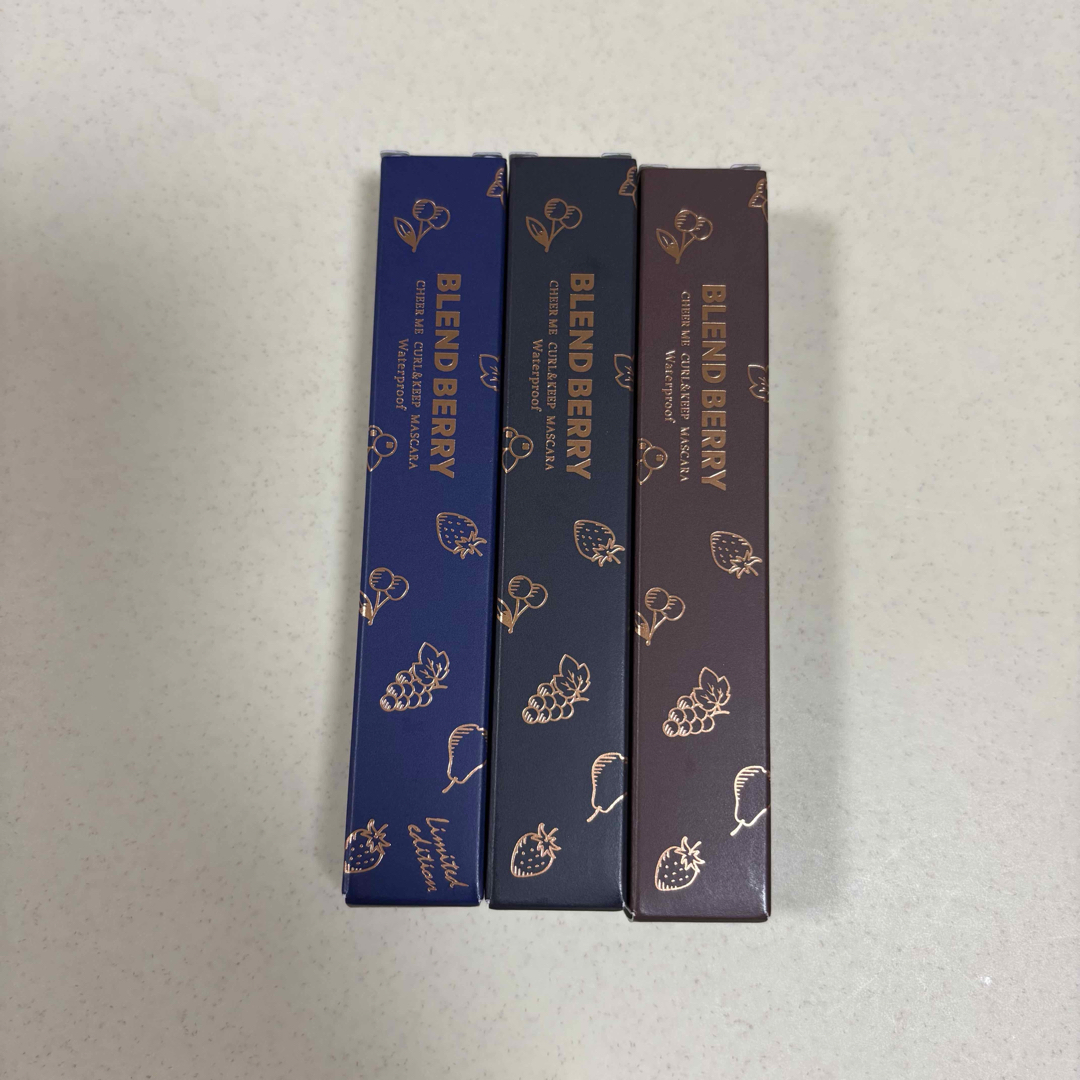 BLEND BERRY
CHEER ME CURL&KEEP MASCARA
Waterproof
Limited
edition
BLEND BERRY
CHEER ME CURL&KEEP MASCARA
Waterproof
BLEND BERRY
CHEER ME CURL&KEEP MASCARA
Waterproof